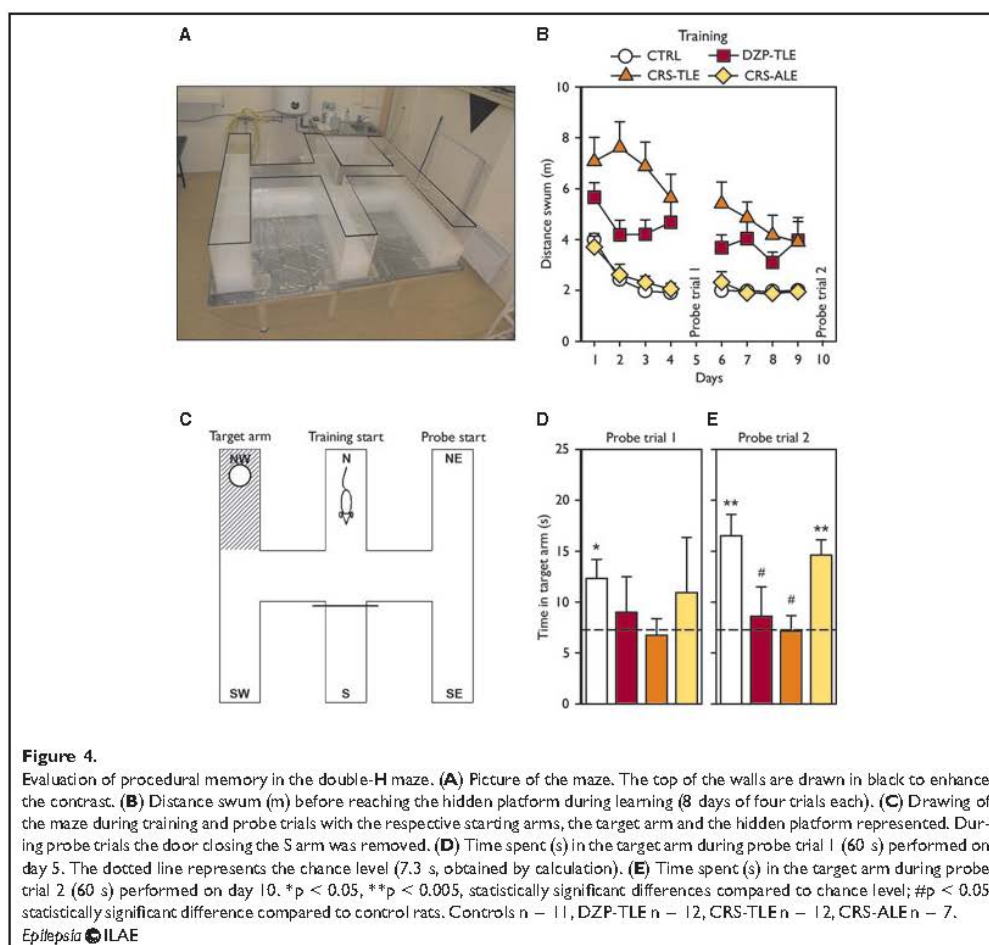 A
B
Training
CTRL
DZP-TLE
CRS-TLE
CRS-ALE
Distance swum (m)
10
8
6
4
2
0
Probe trial 1
Probe trial 2
1 2 3 4 5 6 7 8 9 10
Days
C
Target arm
Training start
Probe start
NW
N
NE
SW
S
SE
D
E
Probe trial 1
Probe trial 2
Time in target arm (s)
25
20
15
10
5
0
*
**
#
#
**
Figure 4.
Evaluation of procedural memory in the double-H maze. (A) Picture of the maze. The top of the walls are drawn in black to enhance
the contrast. (B) Distance swum (m) before reaching the hidden platform during learning (8 days of four trials each). (C) Drawing of
the maze during training and probe trials with the respective starting arms, the target arm and the hidden platform represented. Dur-
ing probe trials the door closing the S arm was removed. (D) Time spent (s) in the target arm during probe trial 1 (60 s) performed on
day 5. The dotted line represents the chance level (7.3 s, obtained by calculation). (E) Time spent (s) in the target arm during probe
trial 2 (60 s) performed on day 10. *p < 0.05, **p < 0.005, statistically significant differences compared to chance level; #p < 0.05
statistically significant difference compared to control rats. Controls n – 11, DZP-TLE n – 12, CRS-TLE n – 12, CRS-ALE n – 7.
Epilepsia © ILAE